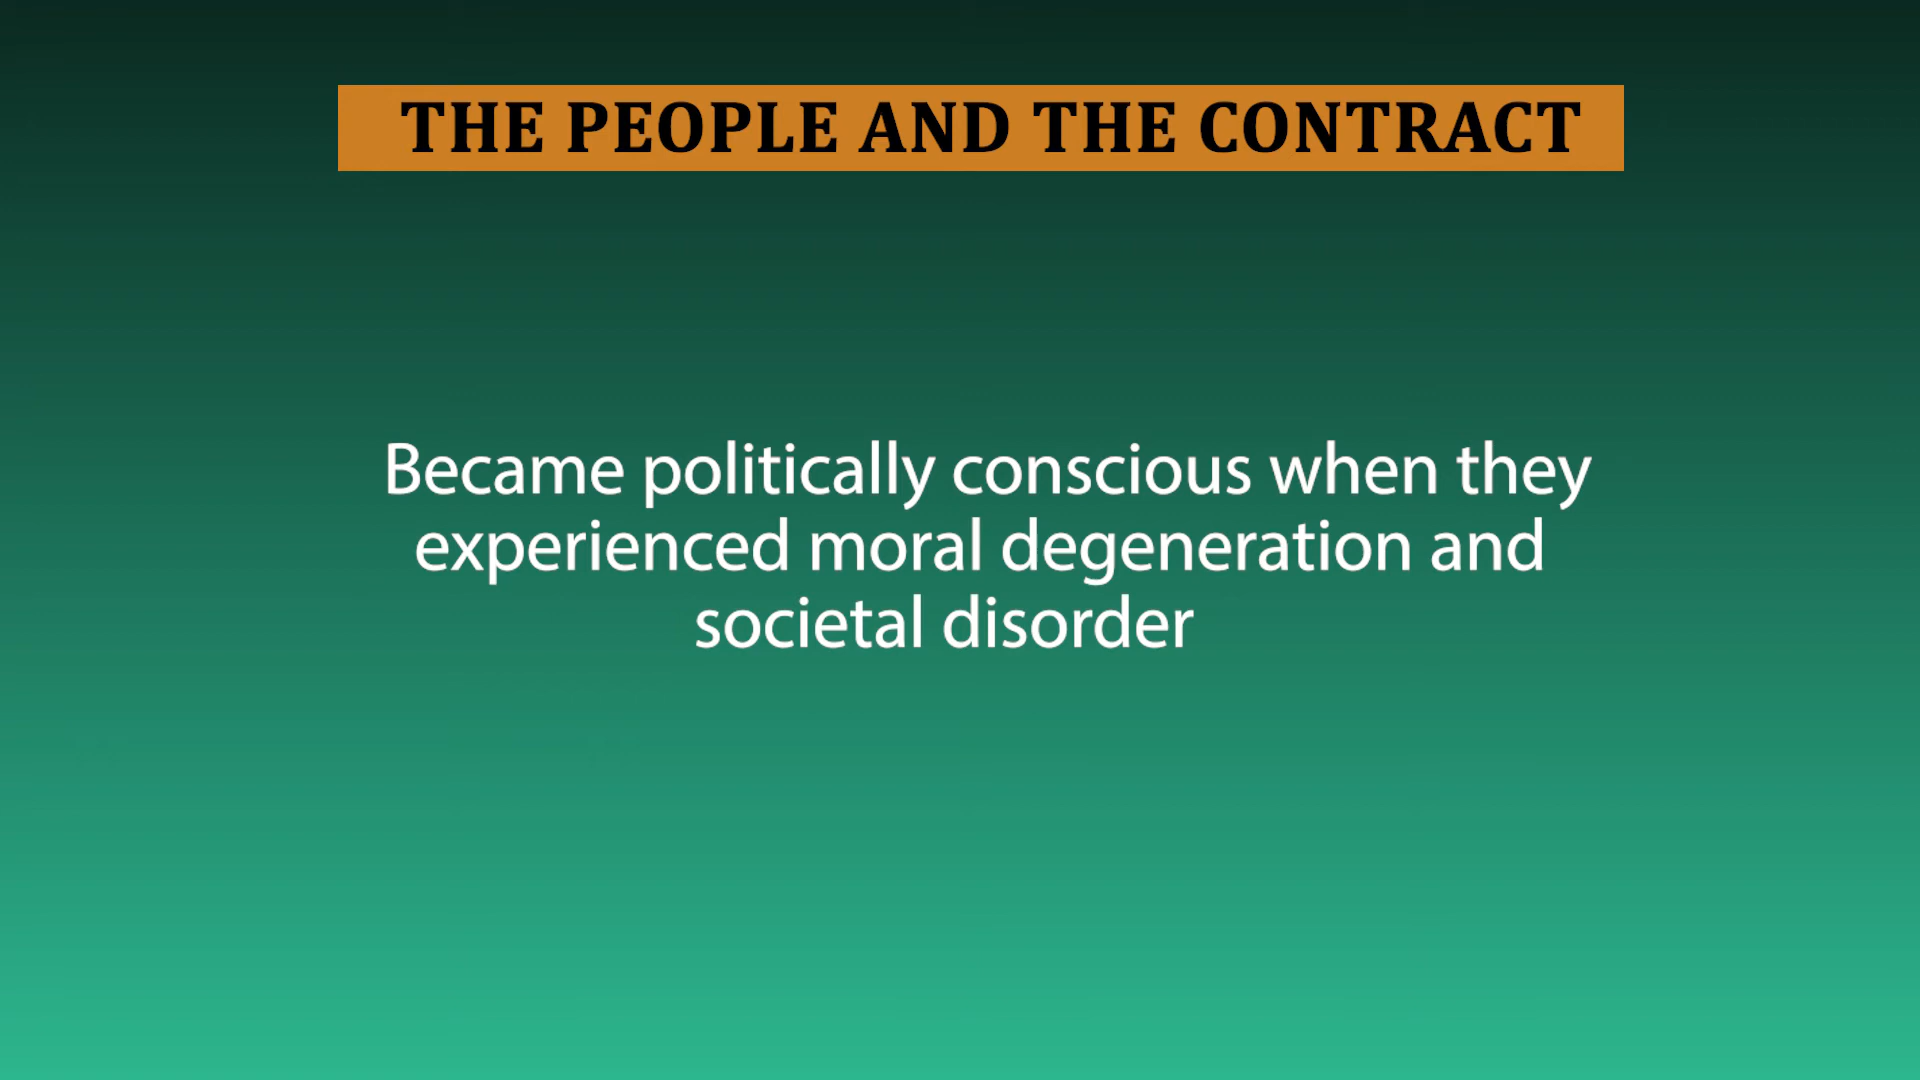 THE PEOPLE AND THE CONTRACT
Became politically conscious when they
experienced moral degeneration and
societal disorder